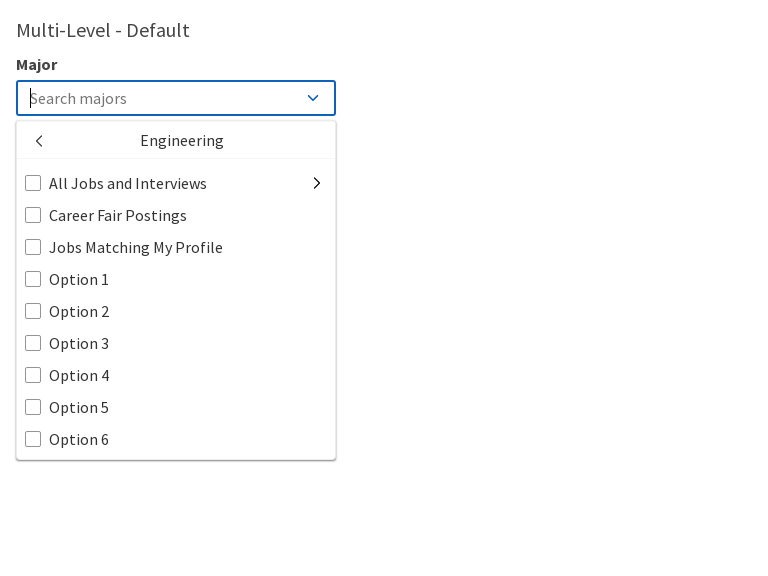 Multi-Level - Default
Major
Search majors
Engineering
All Jobs and Interviews
Career Fair Postings
Jobs Matching My Profile
Option 1
Option 2
Option 3
Option 4
Option 5
Option 6